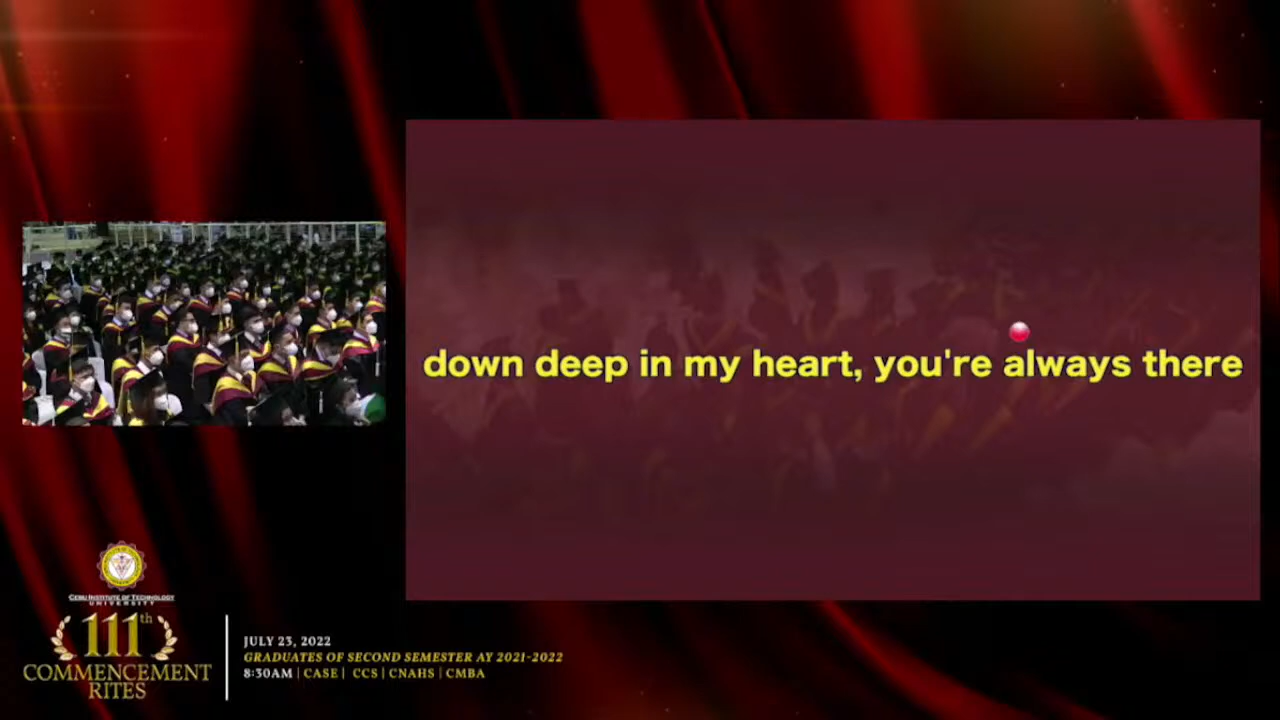 down deep in my heart, you're always there
CEBU INSTITUTE OF TECHNOLOGY
UNIVERSITY
111th
COMMENCEMENT
RITES
JULY 23, 2022
GRADUATES OF SECOND SEMESTER AY 2021-2022
8:30AM | CASE | CCS | CNAHS | CMBA